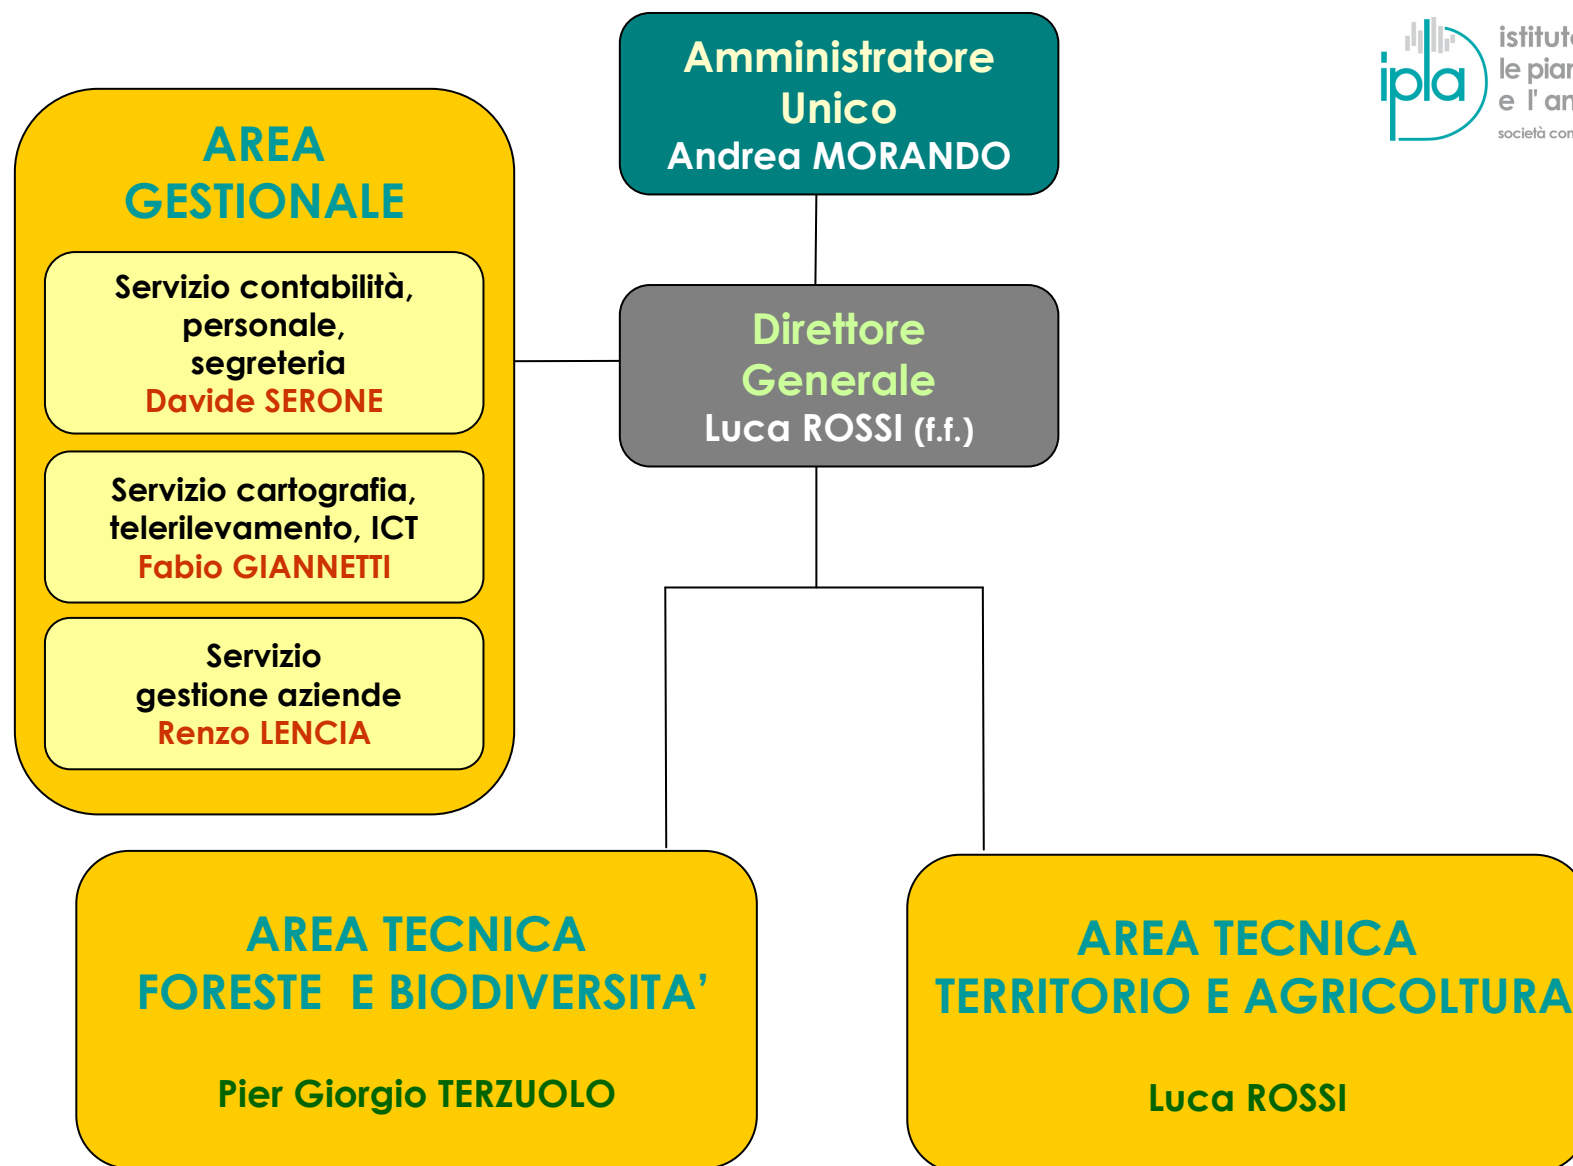 Amministratore
Unico
Andrea MORANDO
ipla
le
e l'
società
AREA
GESTIONALE
Servizio contabilità,
personale,
segreteria
Davide SERONE
Servizio cartografia,
telerilevamento, ICT
Fabio GIANNETTI
Servizio
gestione aziende
Renzo LENCIA
Direttore
Generale
Luca ROSSI (f.f.)
AREA TECNICA
FORESTE E BIODIVERSITA’
Pier Giorgio TERZUOLO
AREA TECNICA
TERRITORIO E AGRICOLTURA
Luca ROSSI